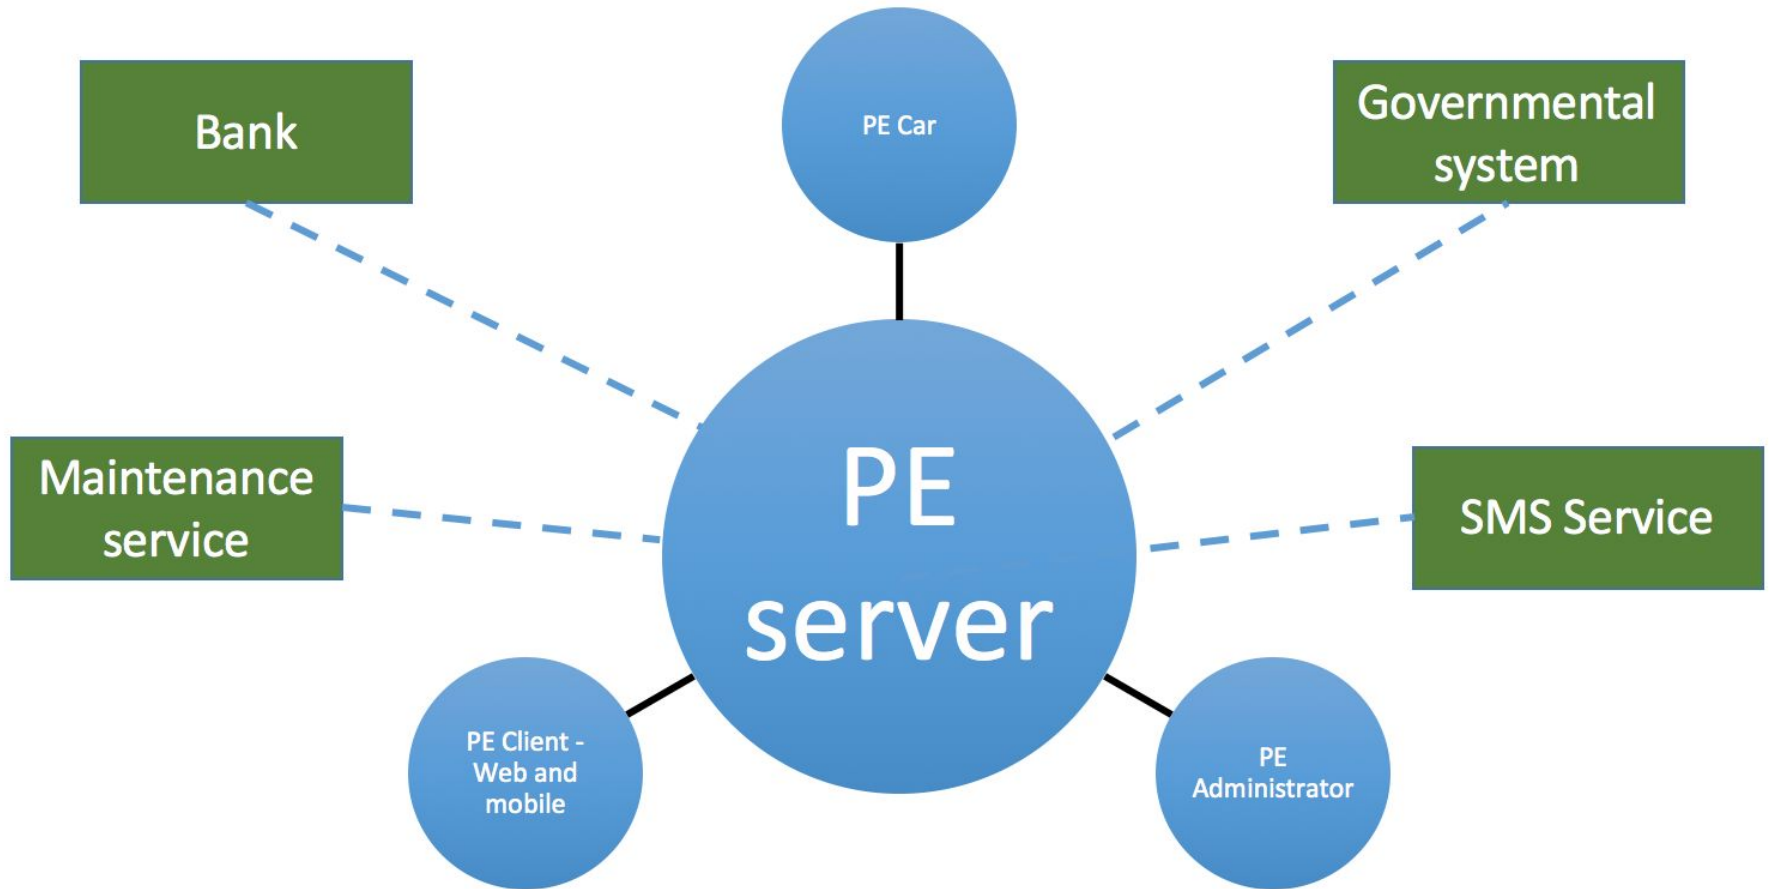 PE Car
Bank
Governmental
system
PE
server
Maintenance
service
SMS Service
PE Client -
Web and
mobile
PE
Administrator